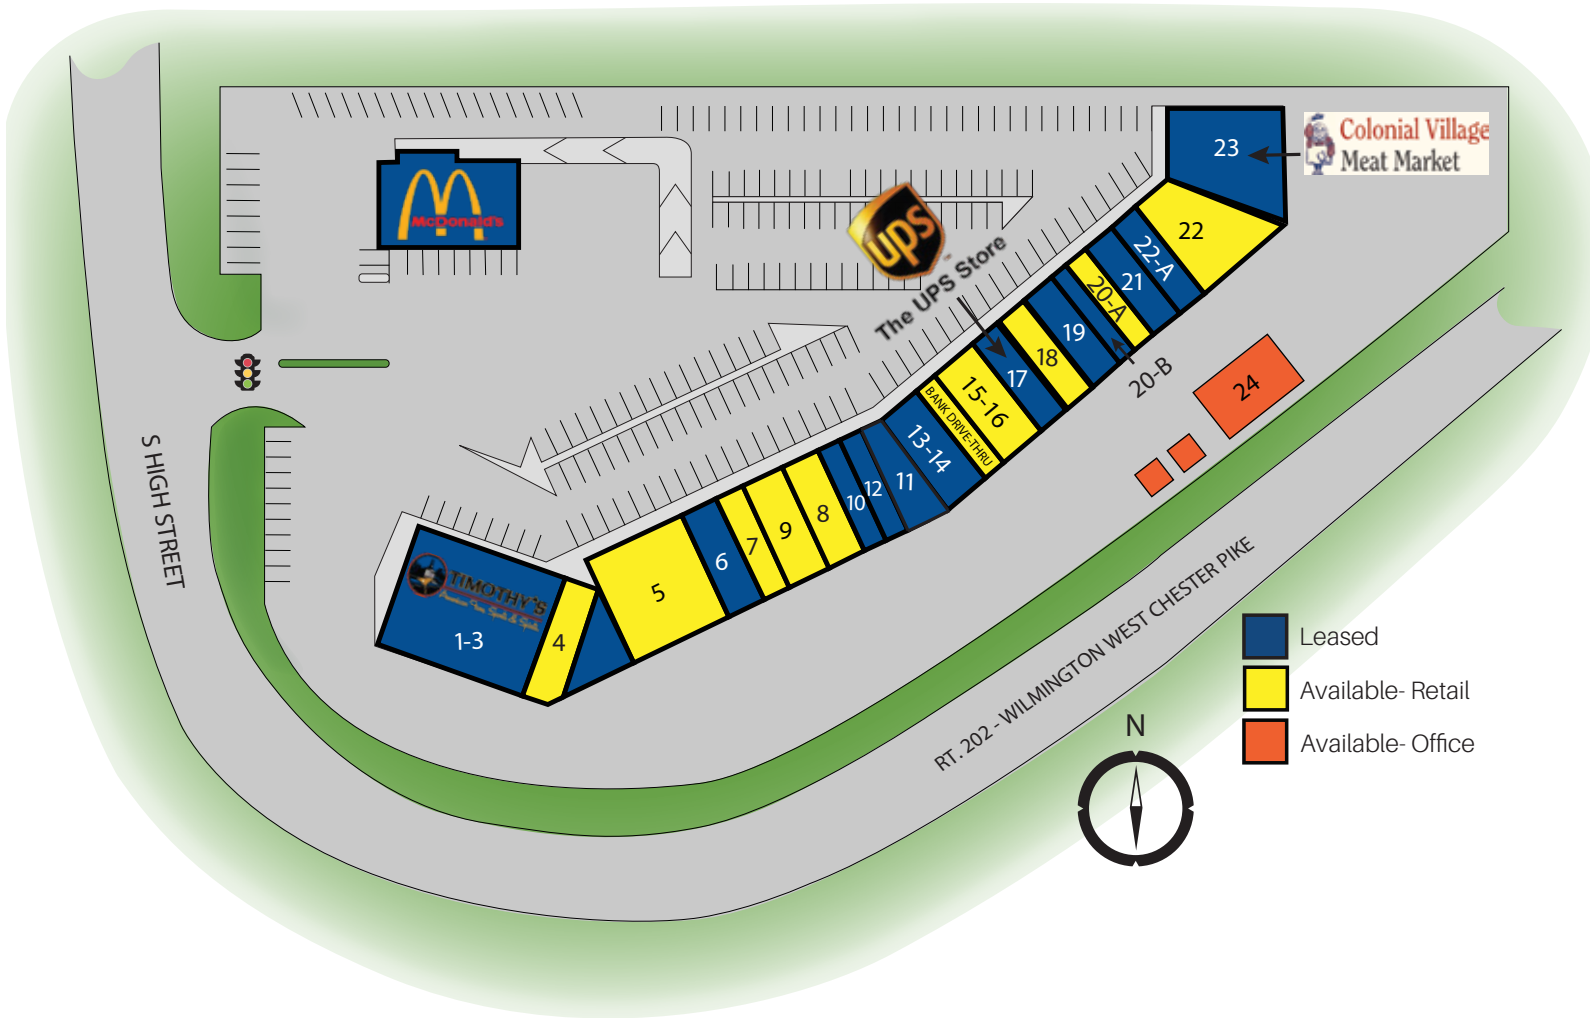 McDonald's
23
Colonial Village
Meat Market
22
ups
The UPS Store
22-A
21
20-A
20-B
19
18
17
15-16
BANK DRIVE-THRU
13-14
11
12
10
8
9
7
6
5
4
TIMOTHY'S
1-3
24
S HIGH STREET
RT. 202 - WILMINGTON WEST CHESTER PIKE
N
Leased
Available- Retail
Available- Office